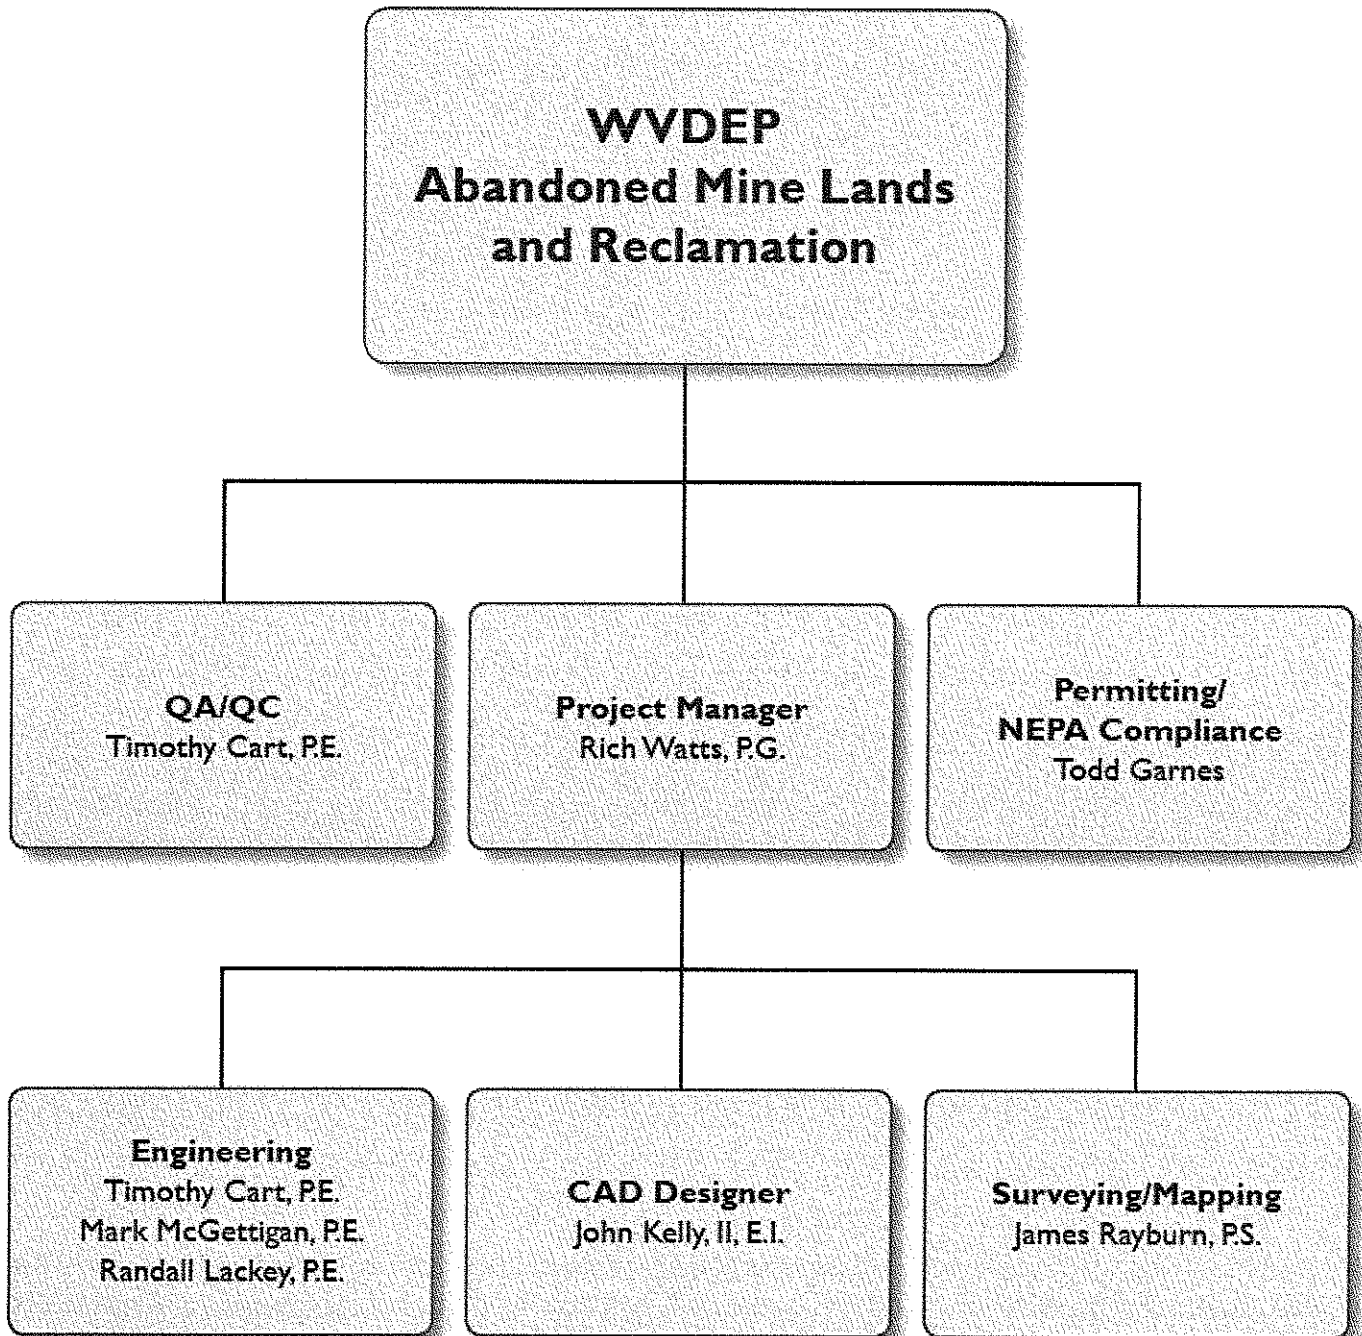 WVDEP
Abandoned Mine Lands
and Reclamation
QA/QC
Timothy Cart, P.E.
Project Manager
Rich Watts, P.G.
Permitting/
NEPA Compliance
Todd Garnes
Engineering
Timothy Cart, P.E.
Mark McGettigan, P.E.
Randall Lackey, P.E.
CAD Designer
John Kelly, II, E.I.
Surveying/Mapping
James Rayburn, P.S.